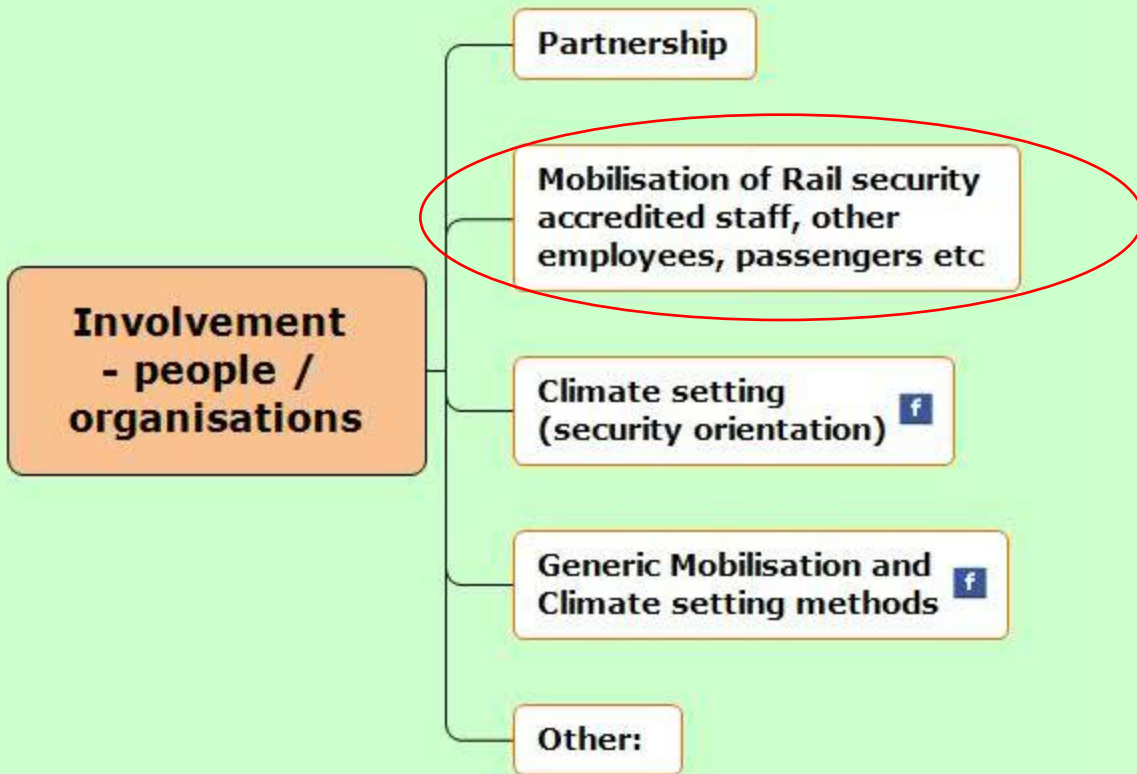 Partnership
Mobilisation of Rail security
accredited staff, other
employees, passengers etc
Involvement
- people /
organisations
Climate setting
(security orientation)
f
Generic Mobilisation and
Climate setting methods
f
Other: